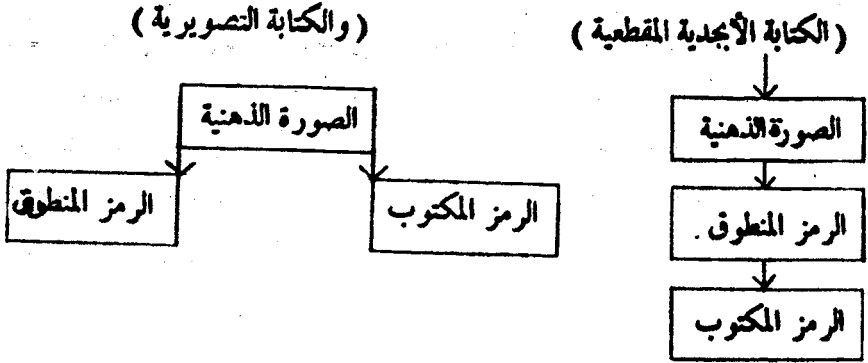 ( الكتابة الأبجدية المقطعية )
الصورة الذهنية
الرمز المنطوق .
الرمز المكتوب
( والكتابة التصويرية )
الصورة الذهنية
الرمز المكتوب
الرمز المنطوق